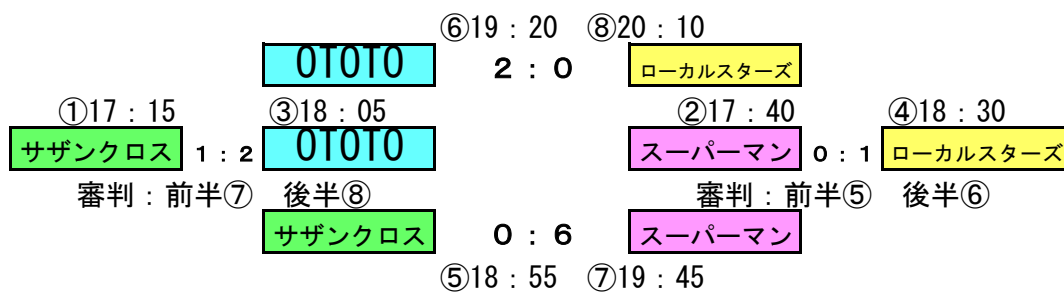 ⑥19：20 ⑧20：10
OTOTO 2：0 ローカルスターズ
①17：15 ③18：05 ②17：40 ④18：30
サザンクロス 1：2 OTOTO スーパーマン 0：1 ローカルスターズ
審判：前半⑦ 後半⑧ 審判：前半⑤ 後半⑥
サザンクロス 0：6 スーパーマン
⑤18：55 ⑦19：45